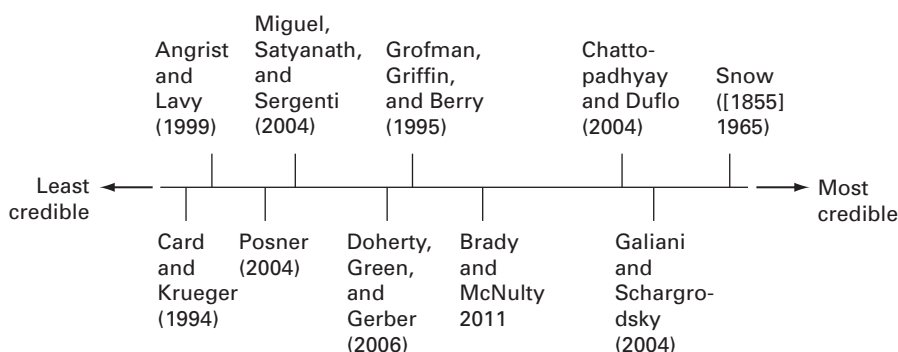 Angrist
and
Lavy
(1999)
Miguel,
Satyanath,
and
Sergenti
(2004)
Grofman,
Griffin,
and Berry
(1995)
Chatto-
padhyay
and Duflo
(2004)
Snow
([1855]
1965)
Least
credible
Most
credible
Card
and
Krueger
(1994)
Posner
(2004)
Doherty,
Green,
and
Gerber
(2006)
Brady
and
McNulty
2011
Galiani
and
Schargro-
dsky
(2004)